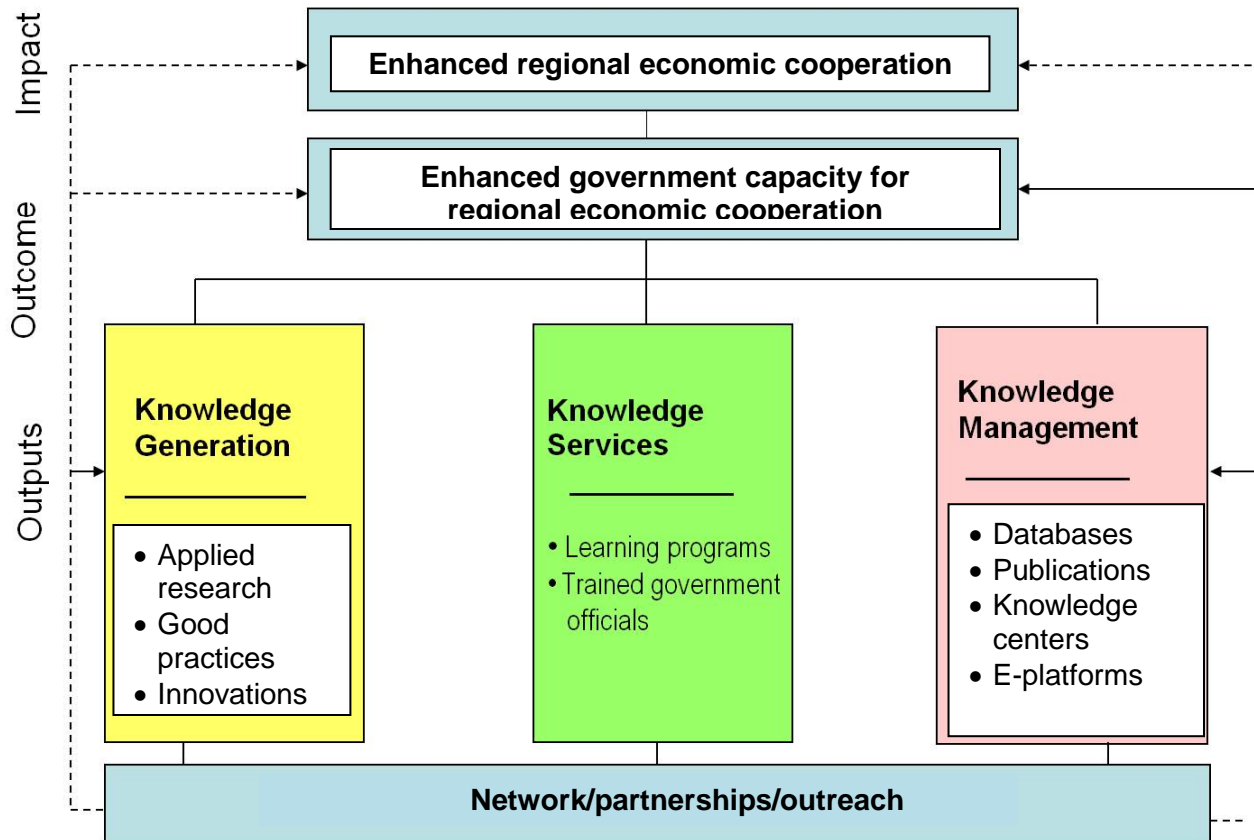 Impact
Enhanced regional economic cooperation
Outcome
Enhanced government capacity for
regional economic cooperation
Outputs
Knowledge
Generation
• Applied
research
• Good
practices
• Innovations
Knowledge
Services
• Learning programs
• Trained government
officials
Knowledge
Management
• Databases
• Publications
• Knowledge
centers
• E-platforms
Network/partnerships/outreach